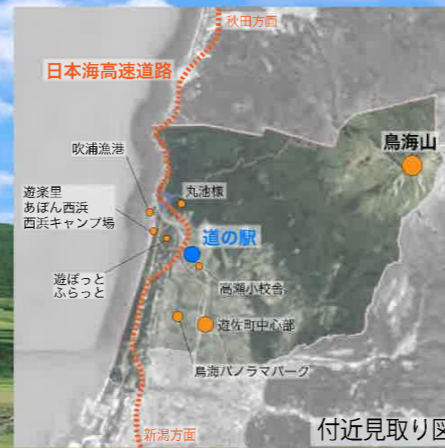 秋田方面
日本海高速道路
鳥海山
吹浦漁港
丸池様
遊楽里
あぽん西浜
西浜キャンプ場
道の駅
遊ぽっと
ふらっと
高瀬小校舎
遊佐町中心部
鳥海パノラマパーク
新潟方面
付近見取り図